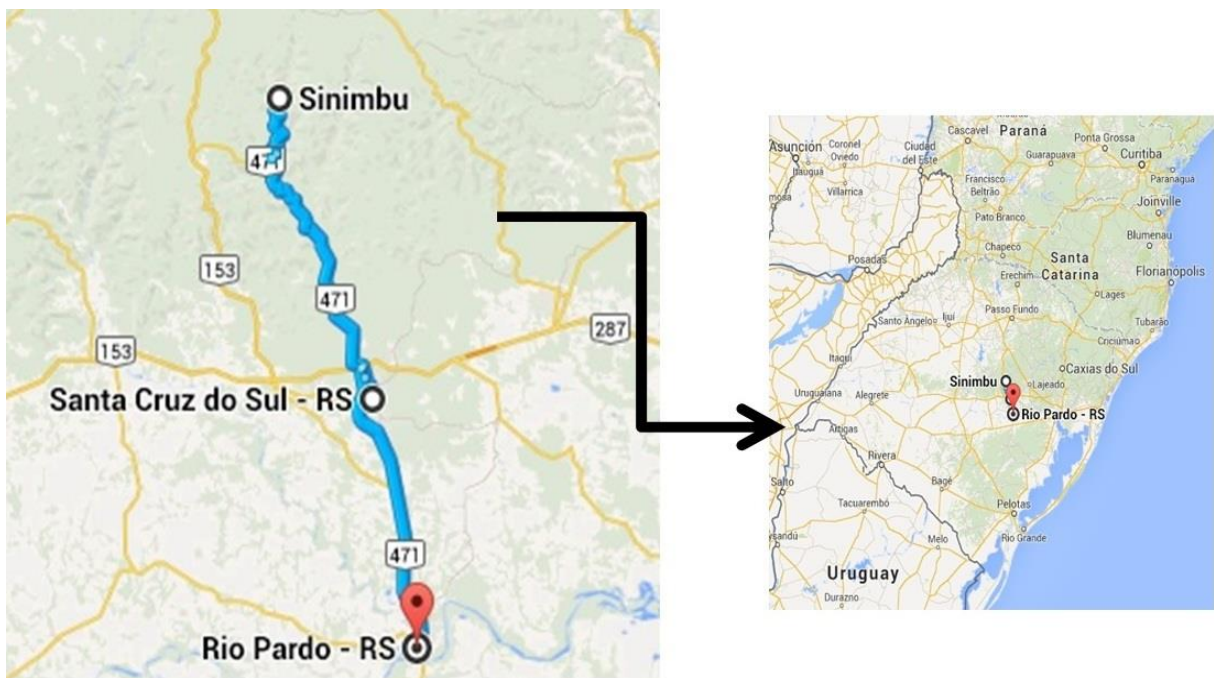 Sinimbu
471
153
471
287
153
Santa Cruz do Sul - RS
471
Rio Pardo - RS
Cascavel
Paraná
Ponta Grossa
Asunción
Coronel
Oviedo
Ciudad
del Este
Guarapuava
Curitiba
Itauguá
Villarrica
Francisco
Beltrão
Paranaguá
Pato Branco
Joinville
Chapecó
Blumenau
Posadas
Santa
Catarina
Erechim
Florianópolis
Lages
Santo Ângelo
Ijuí
Passo Fundo
Tubarão
Criciúma
Itaqui
Caxias do Sul
Sinimbu
Lajeado
Uruguaiana
Alegrete
Rio Pardo - RS
Artigas
Rivera
Salto
Bagé
Tacuarembó
Pelotas
Melo
Rio Grande
Uruguay
Durazno